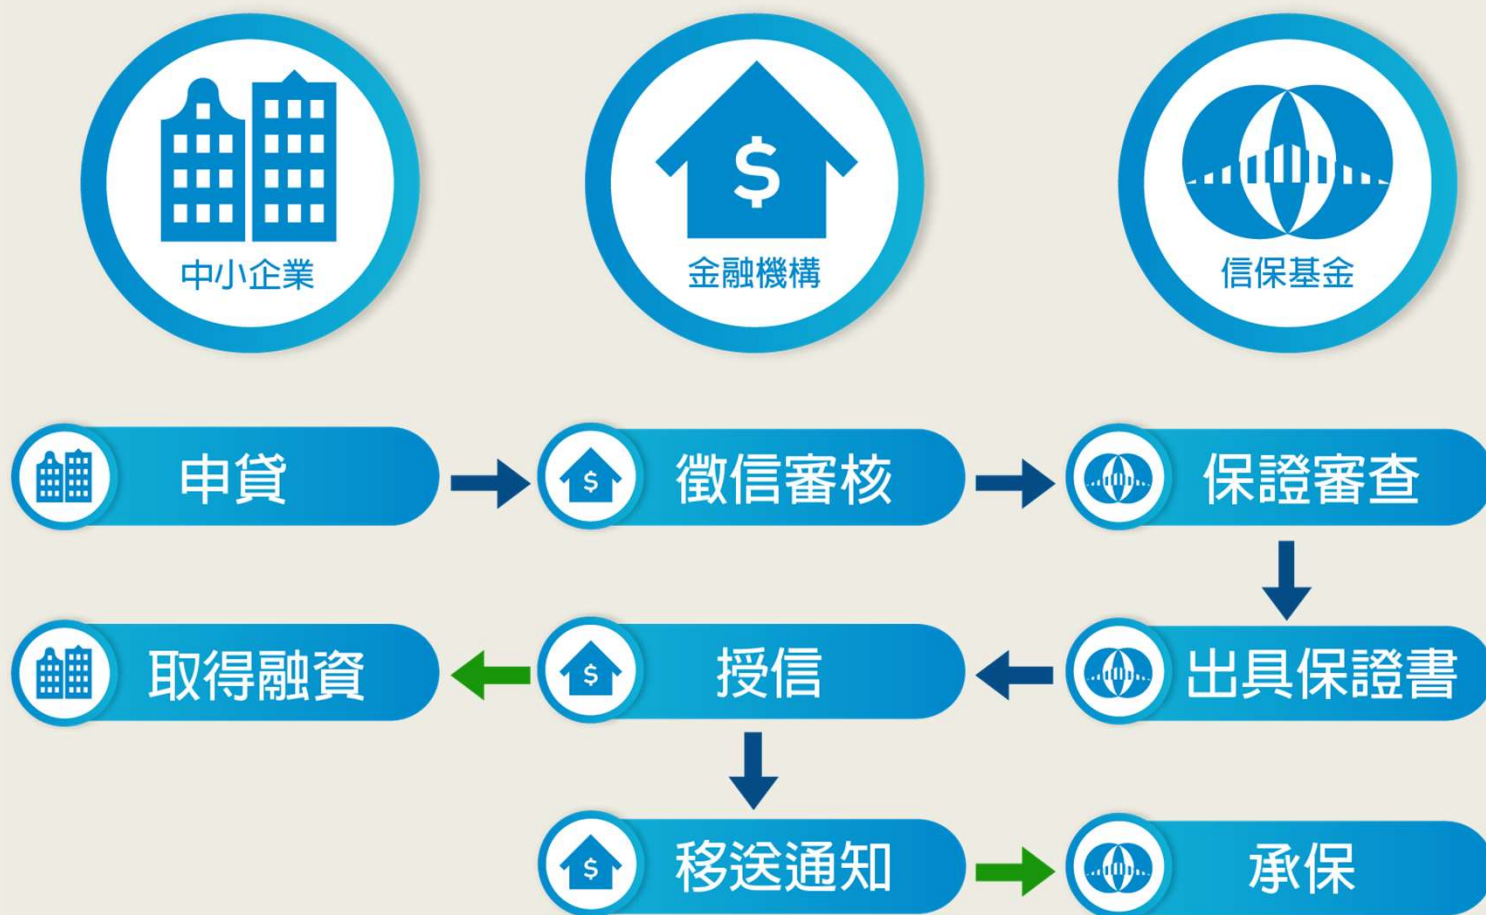 中小企業
金融機構
信保基金
申貸
徵信審核
保證審查
取得融資
授信
出具保證書
移送通知
承保